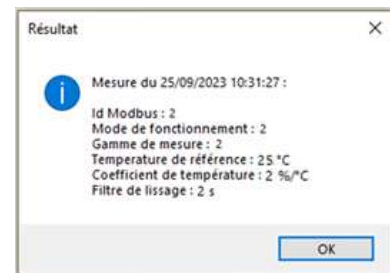 Résultat
Mesure du 25/09/2023 10:31:27 :
Id Modbus : 2
Mode de fonctionnement : 2
Gamme de mesure : 2
Temperature de référence : 25 °C
Coefficient de température : 2 %/°C
Filtre de lissage : 2 s
OK